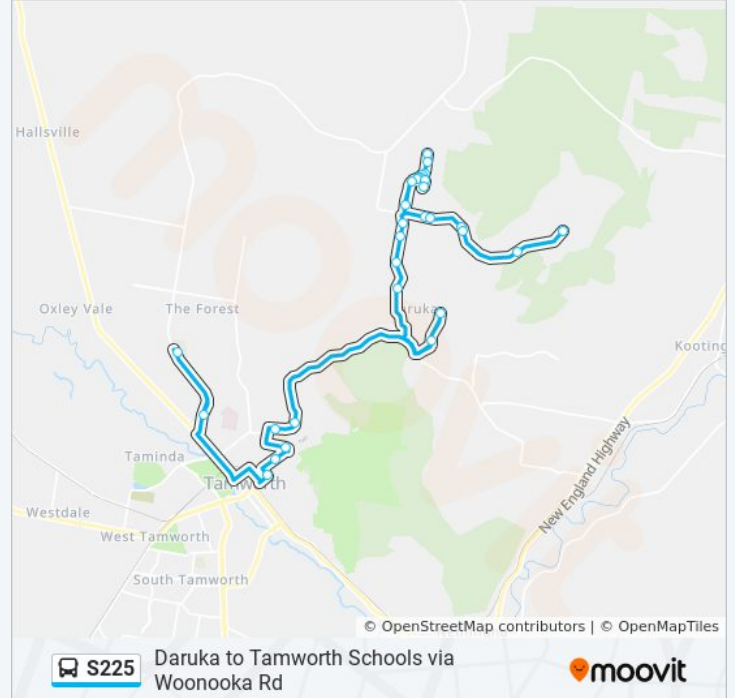 Hallsville
Oxley Vale
The Forest
Kooting
Taminda
Tamworth
New England Highway
Westdale
West Tamworth
South Tamworth
© OpenStreetMap contributors | © OpenMapTiles
S225
Daruka to Tamworth Schools via
Woonooka Rd
moovit